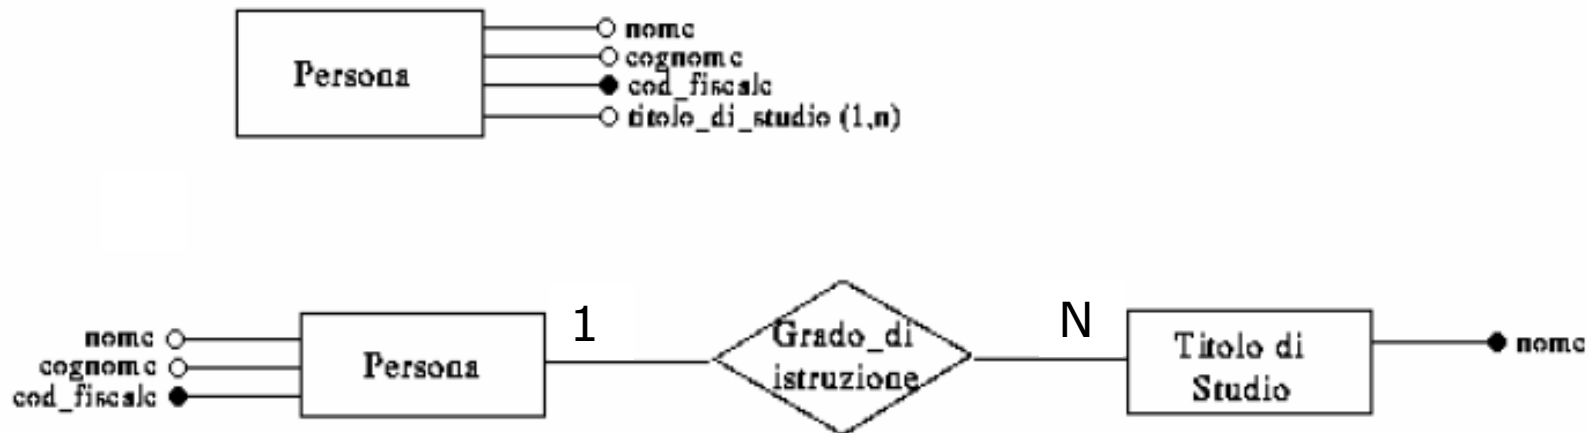 Persona
nome
cognome
cod_fiscale
titolo_di_studio (1,n)
nome
cognome
cod_fiscale
Persona
1
Grado_di
istruzione
N
Titolo di
Studio
nome